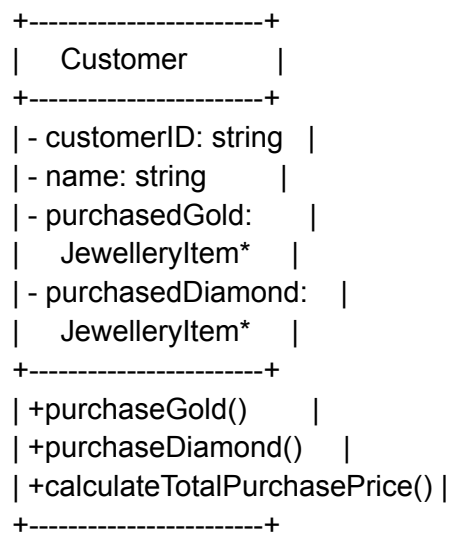 +------------------------+
|    Customer        |
+------------------------+
| - customerID: string   |
| - name: string         |
| - purchasedGold:       |
|    JewelleryItem*    |
| - purchasedDiamond:    |
|    JewelleryItem*    |
+------------------------+
| +purchaseGold()        |
| +purchaseDiamond()    |
| +calculateTotalPurchasePrice() |
+------------------------+